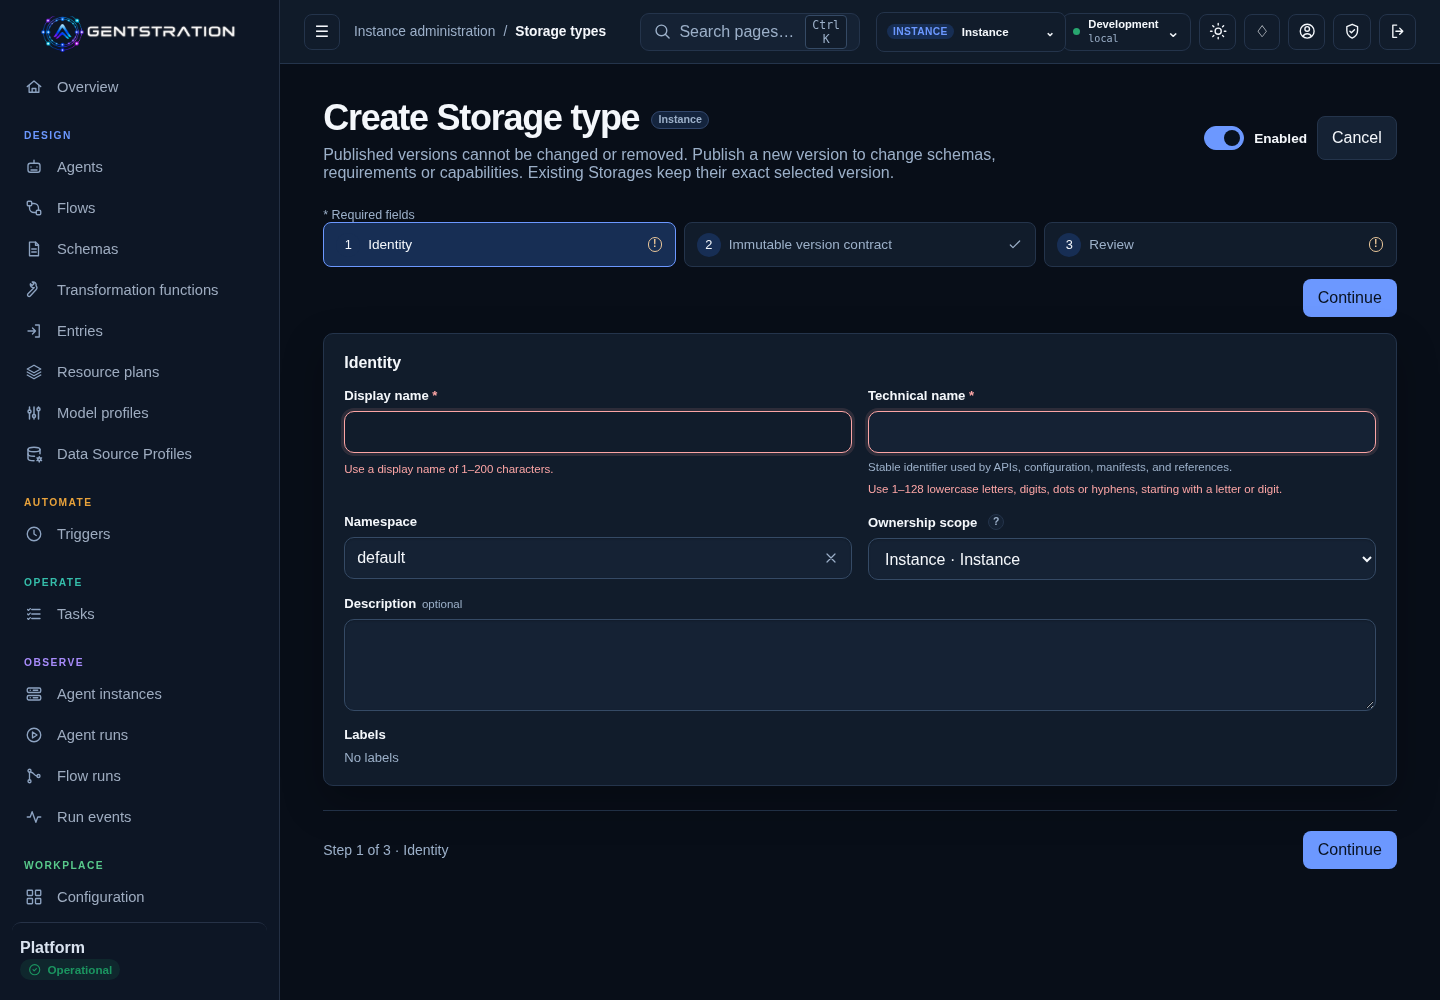 GENTSTRATION
☰
Instance administration / Storage types
Search pages…
Ctrl K
INSTANCE Instance
Development
local
Overview
DESIGN
Agents
Flows
Schemas
Transformation functions
Entries
Resource plans
Model profiles
Data Source Profiles
AUTOMATE
Triggers
OPERATE
Tasks
OBSERVE
Agent instances
Agent runs
Flow runs
Run events
WORKPLACE
Configuration
Platform
Operational
Create Storage type Instance
Published versions cannot be changed or removed. Publish a new version to change schemas,
requirements or capabilities. Existing Storages keep their exact selected version.
Enabled
Cancel
* Required fields
1 Identity
2 Immutable version contract
3 Review
Continue
Identity
Display name *
Technical name *
Use a display name of 1–200 characters.
Stable identifier used by APIs, configuration, manifests, and references.
Use 1–128 lowercase letters, digits, dots or hyphens, starting with a letter or digit.
Namespace
Ownership scope ?
default
Instance · Instance
Description optional
Labels
No labels
Step 1 of 3 · Identity
Continue